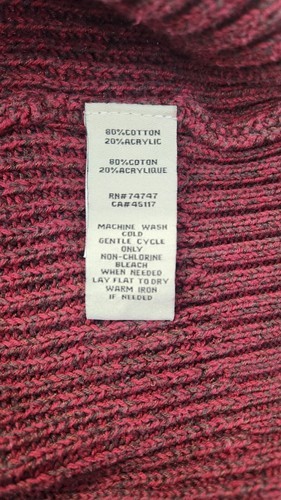 80%COTTON
20%ACRYLIC
80%COTON
20%ACRYLIQUE
RN#74747
CA#45117
MACHINE WASH
COLD
GENTLE CYCLE
ONLY
NON-CHLORINE
BLEACH
WHEN NEEDED
LAY FLAT TO DRY
WARM IRON
IF NEEDED